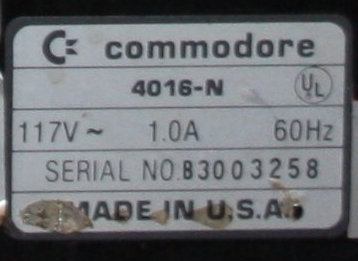 C= commodore
4016-N UL
117V~ 1.0A 60Hz
SERIAL NO.B3003258
MADE IN U.S.A.